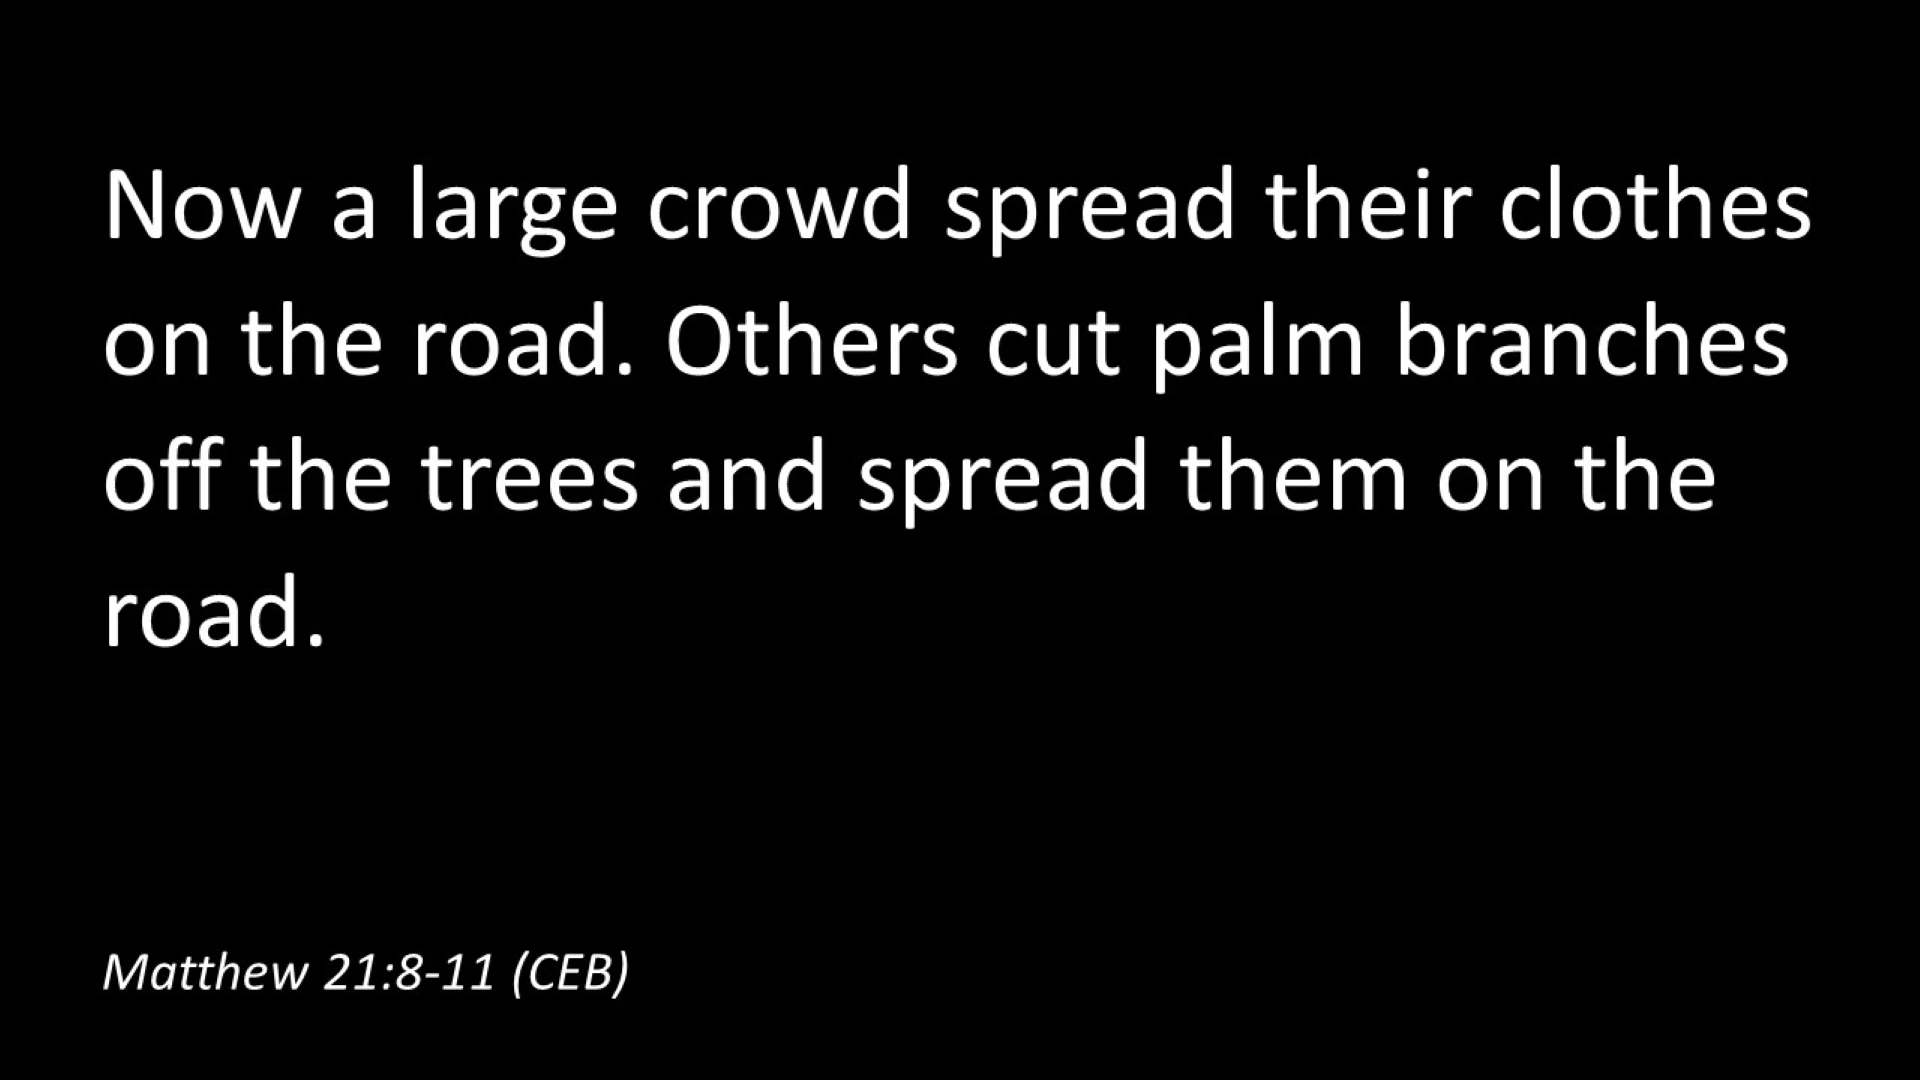 Now a large crowd spread their clothes
on the road. Others cut palm branches
off the trees and spread them on the
road.
Matthew 21:8-11 (CEB)